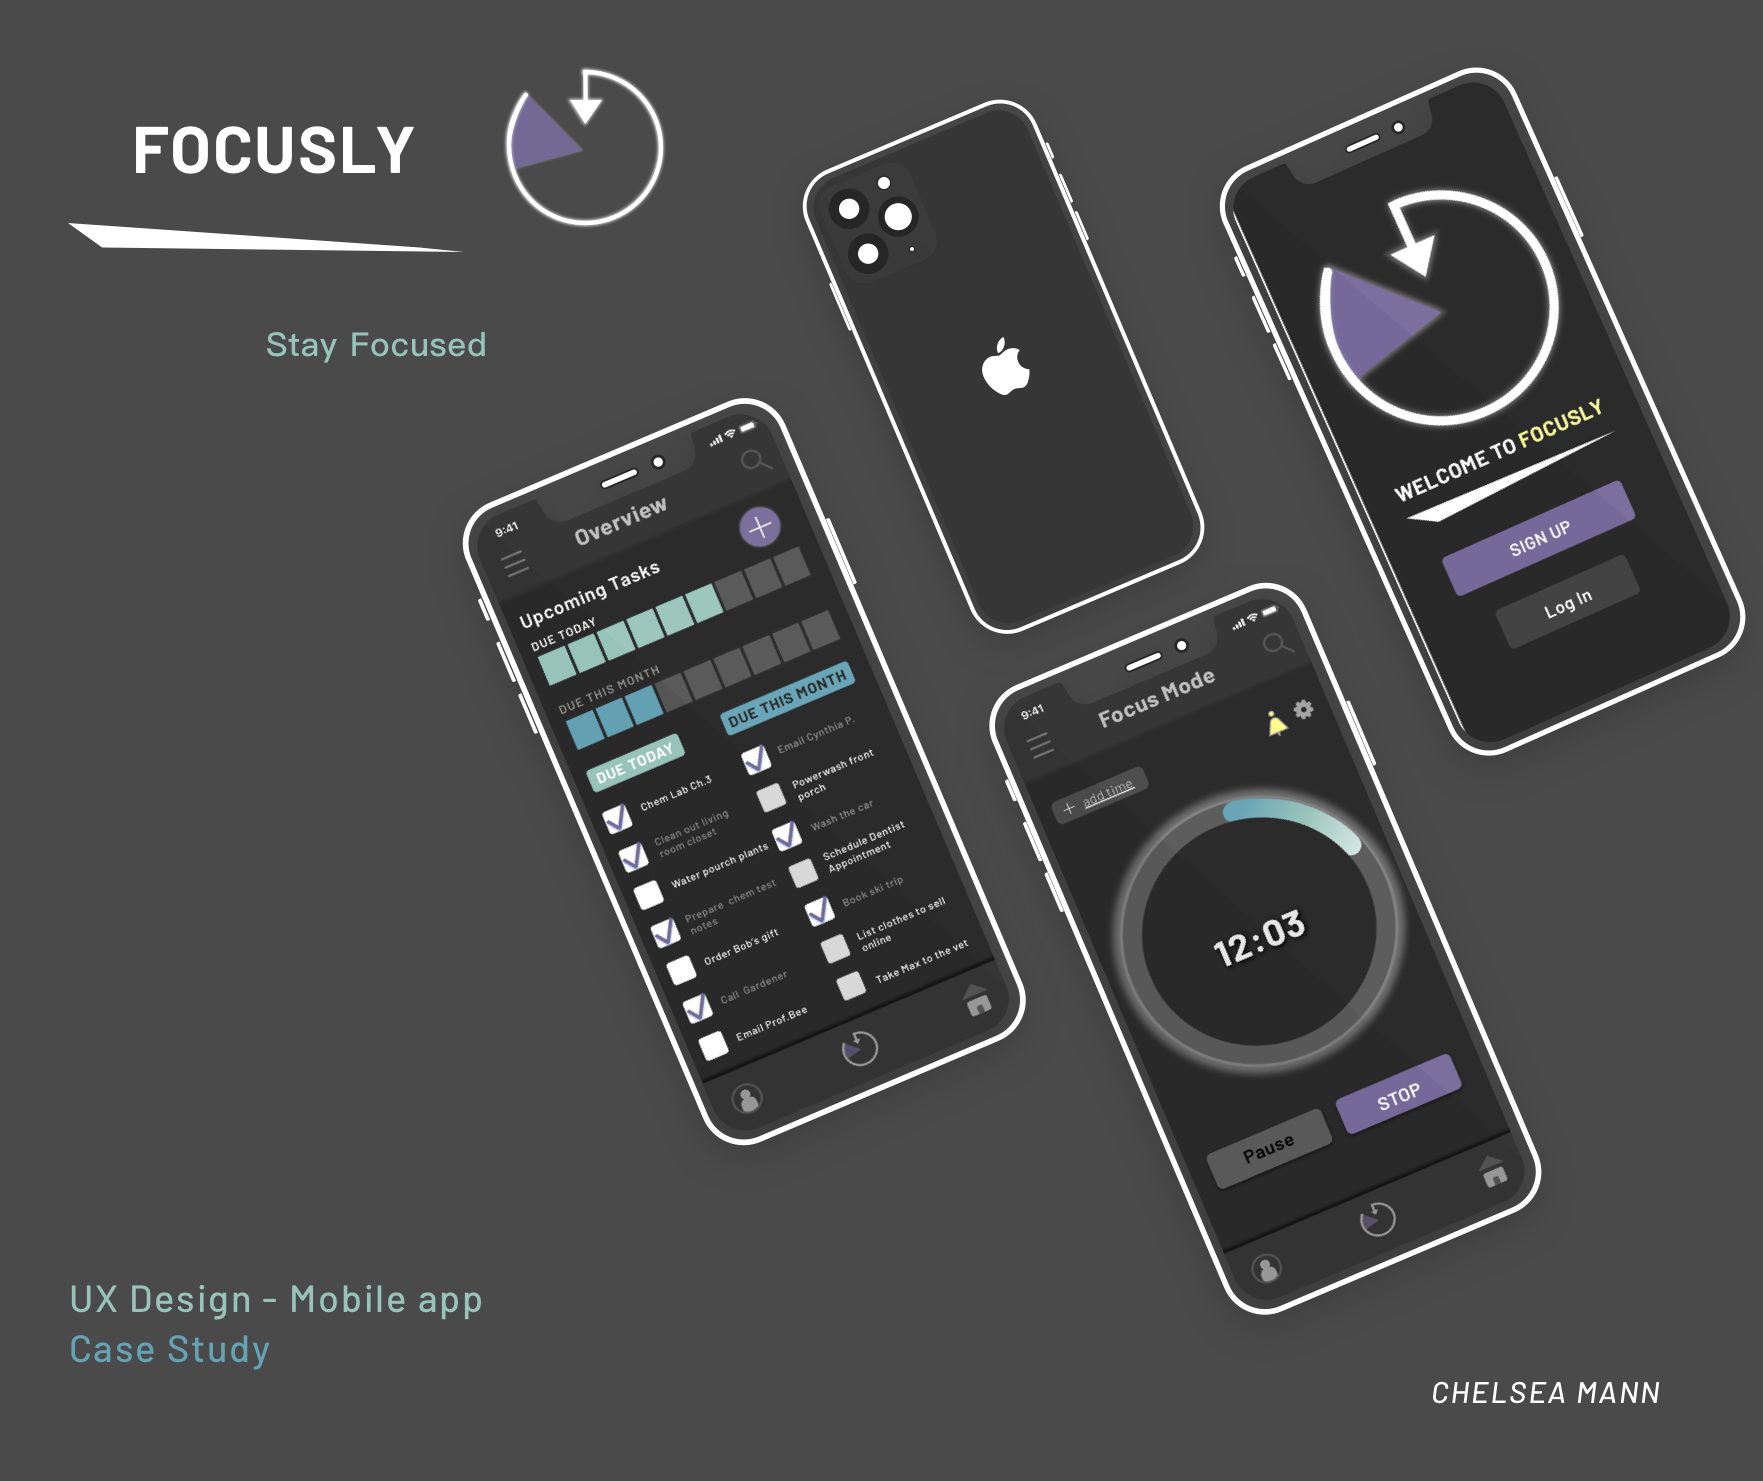 FOCUSLY
Stay Focused
9:41
Overview
Upcoming Tasks
DUE TODAY
DUE THIS MONTH
DUE TODAY
Chem Lab Ch.3
Clean out living
room closet
Water pourch plants
Prepare chem test
notes
Order Bob's gift
Call Gardener
Email Prof.Bee
DUE THIS MONTH
Email Cynthia P.
Powerwash front
porch
Wash the car
Schedule Dentist
Appointment
Book ski trip
List clothes to sell
online
Take Max to the vet
WELCOME TO FOCUSLY
SIGN UP
Log In
9:41
Focus Mode
+ add time
12:03
Pause
STOP
UX Design - Mobile app
Case Study
CHELSEA MANN